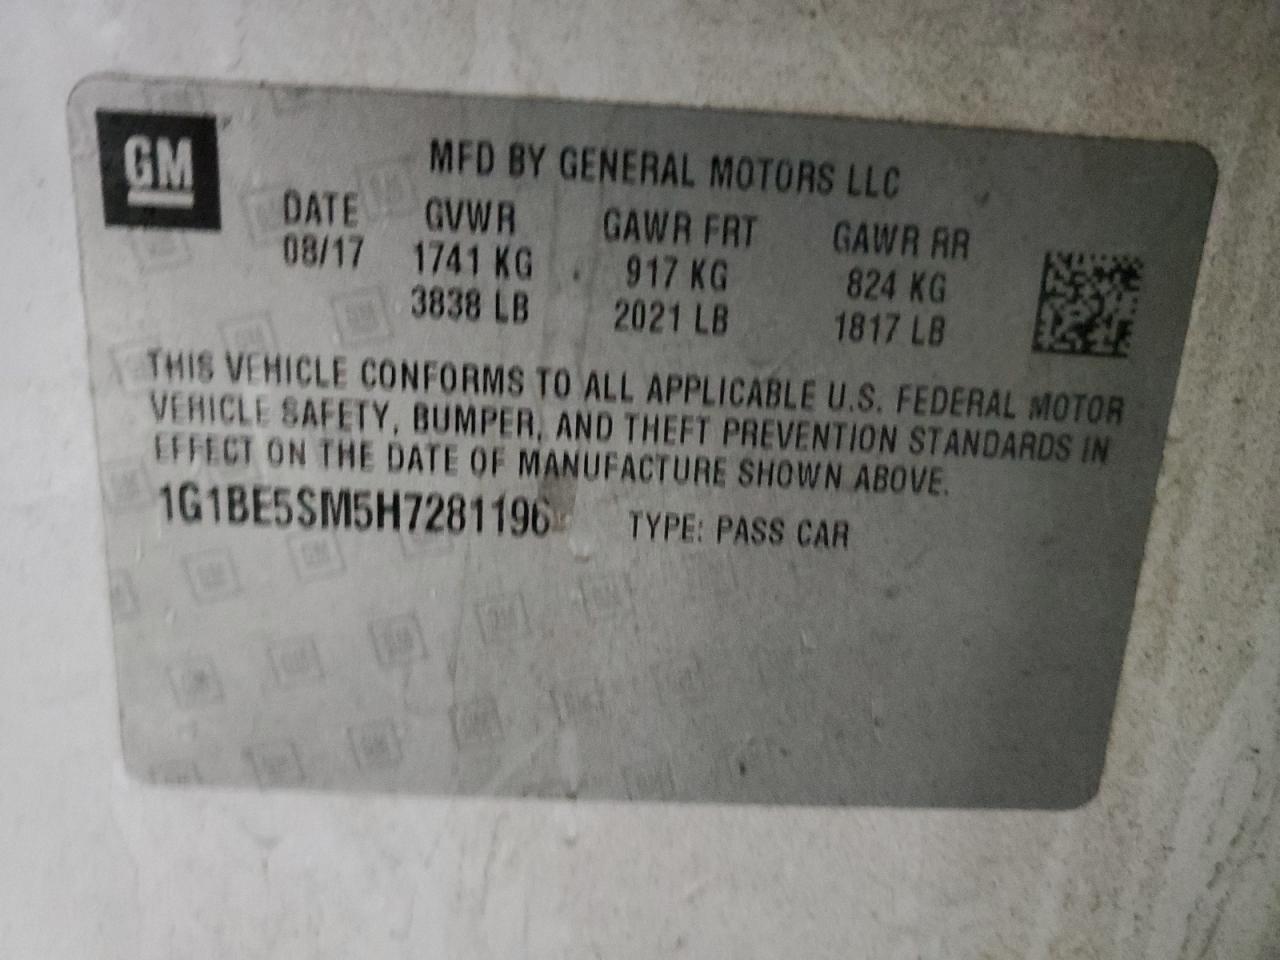 GM
MFD BY GENERAL MOTORS LLC
DATE GVWR GAWR FRT GAWR RR
08/17 1741 KG 917 KG 824 KG
3838 LB 2021 LB 1817 LB
THIS VEHICLE CONFORMS TO ALL APPLICABLE U.S. FEDERAL MOTOR
VEHICLE SAFETY, BUMPER, AND THEFT PREVENTION STANDARDS IN
EFFECT ON THE DATE OF MANUFACTURE SHOWN ABOVE.
1G1BE5SM5H7281196 TYPE: PASS CAR